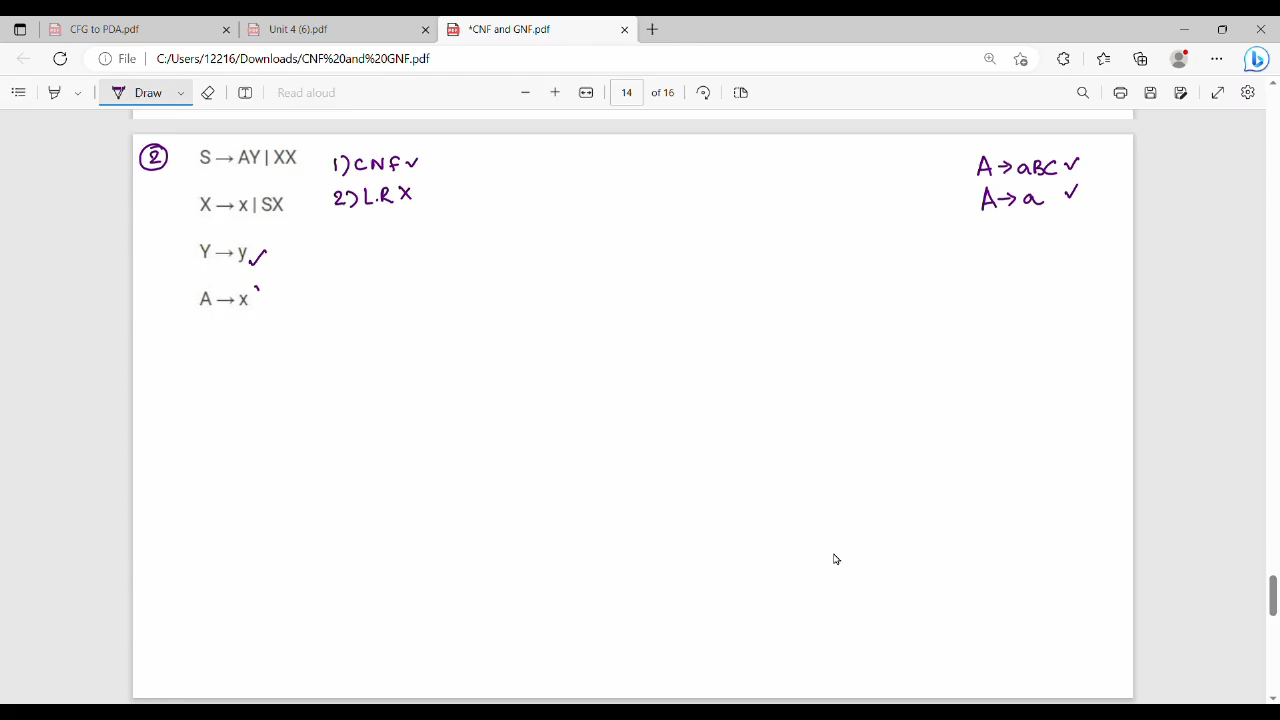 CFG to PDA.pdf
Unit 4 (6).pdf
*CNF and GNF.pdf
File
C:/Users/12216/Downloads/CNF%20and%20GNF.pdf
Draw
Read aloud
14 of 16
② S → AY | XX
1) CNF ✓
A → aBC ✓
X → x | SX
2) L.R X
A → a ✓
Y → y ✓
A → x